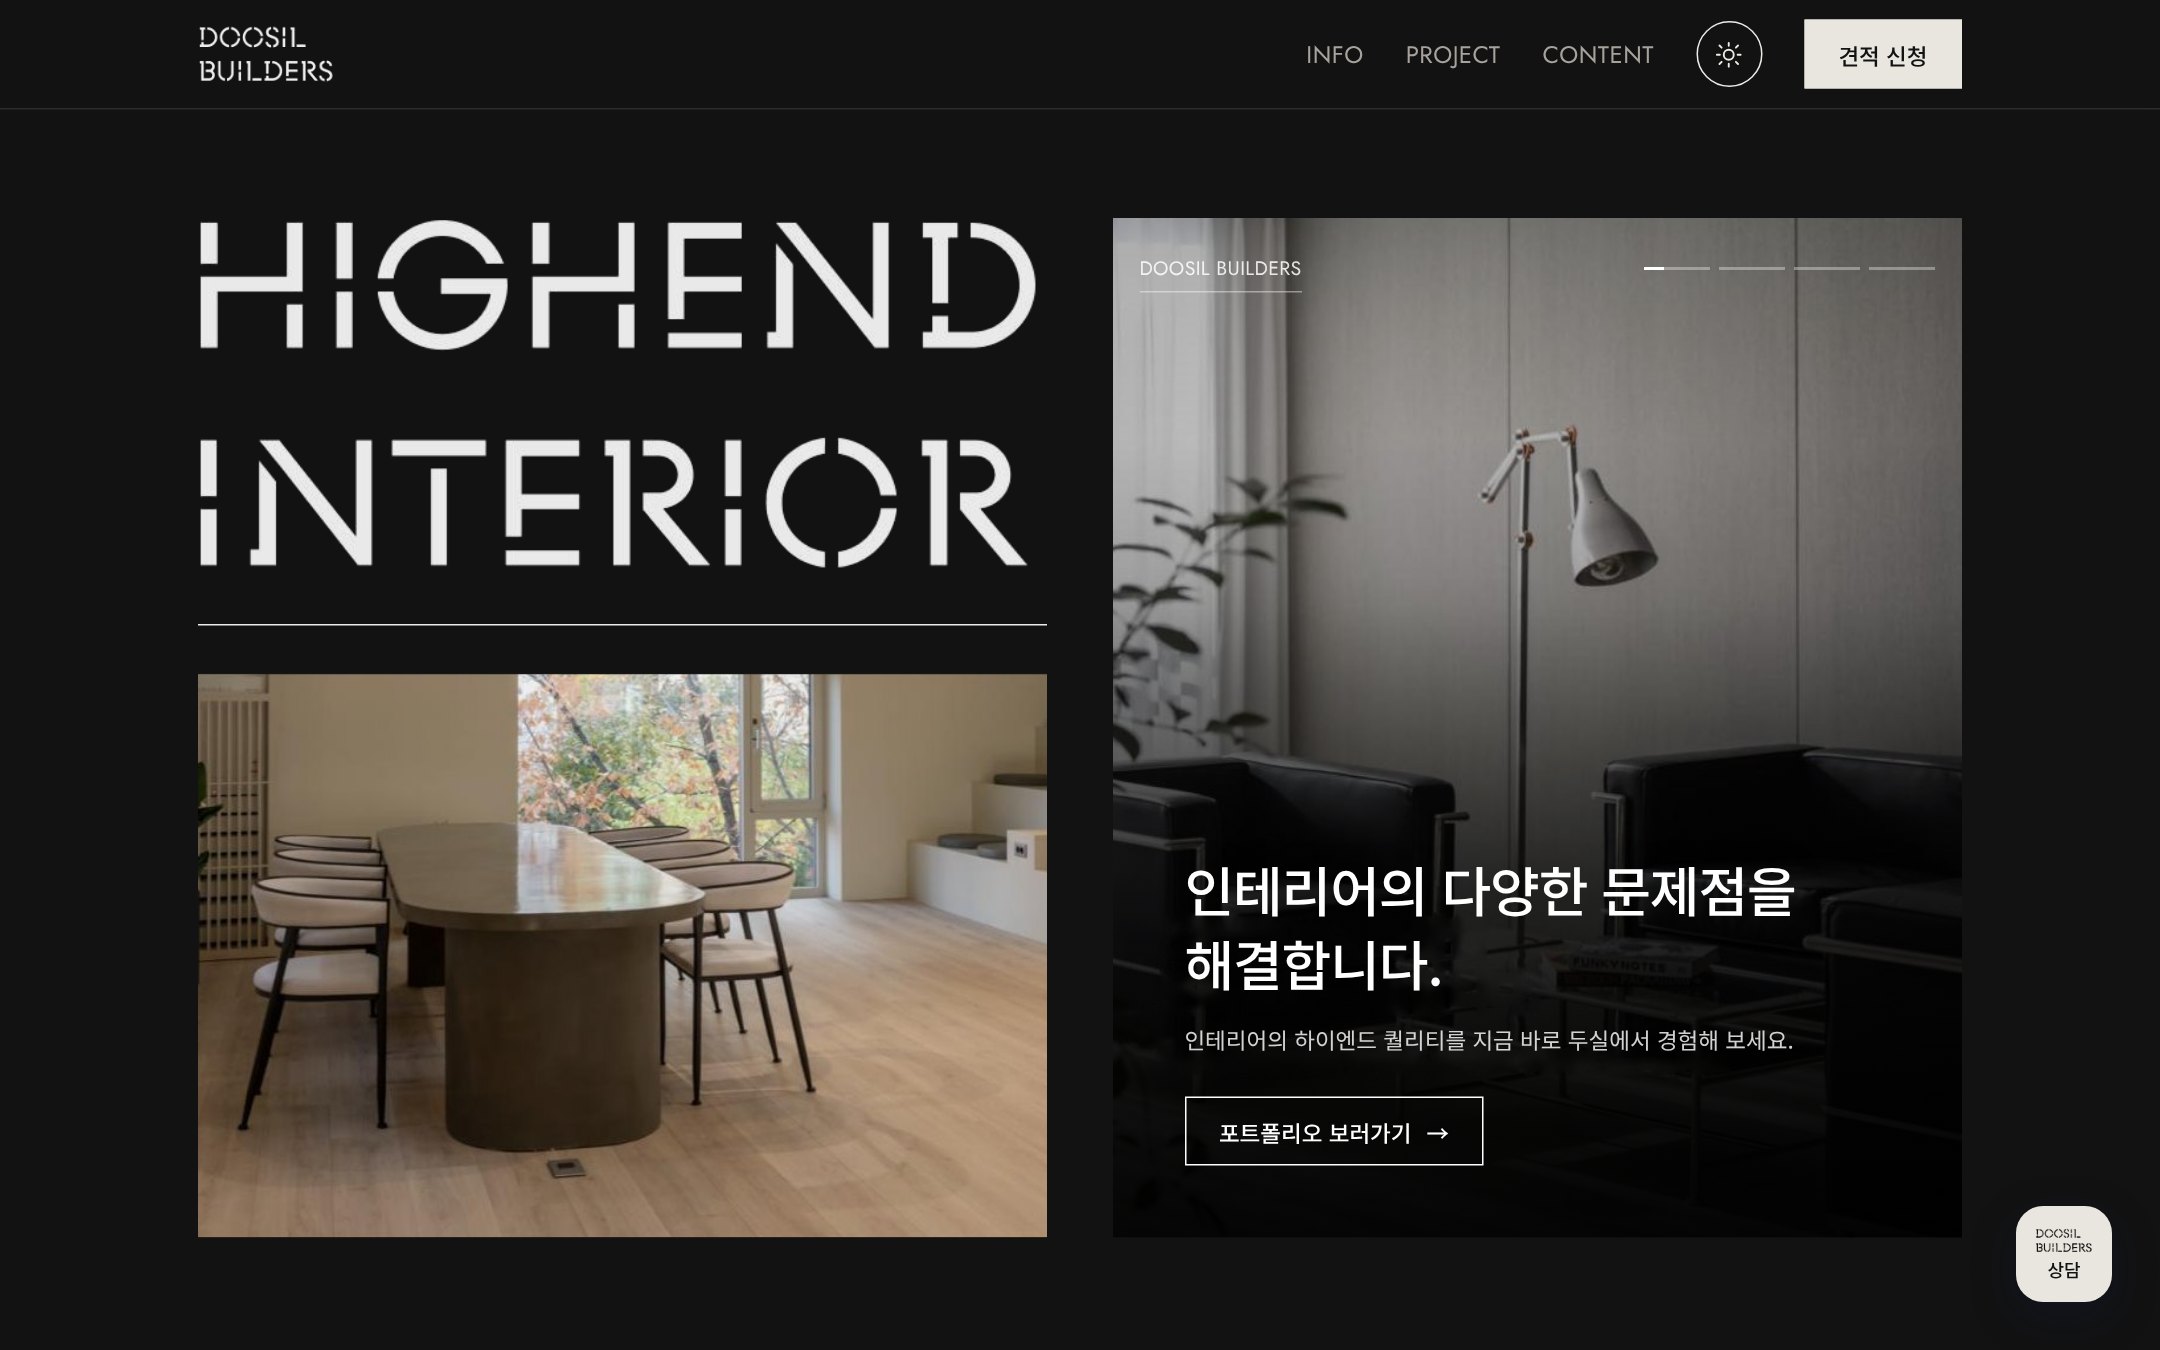 DOOSIL
BUILDERS
INFO
PROJECT
CONTENT
견적 신청
HIGHEND
INTERIOR
DOOSIL BUILDERS
인테리어의 다양한 문제점을
해결합니다.
인테리어의 하이엔드 퀄리티를 지금 바로 두실에서 경험해 보세요.
포트폴리오 보러가기 →
FUNKY NOTES
DOOSIL
BUILDERS
상담